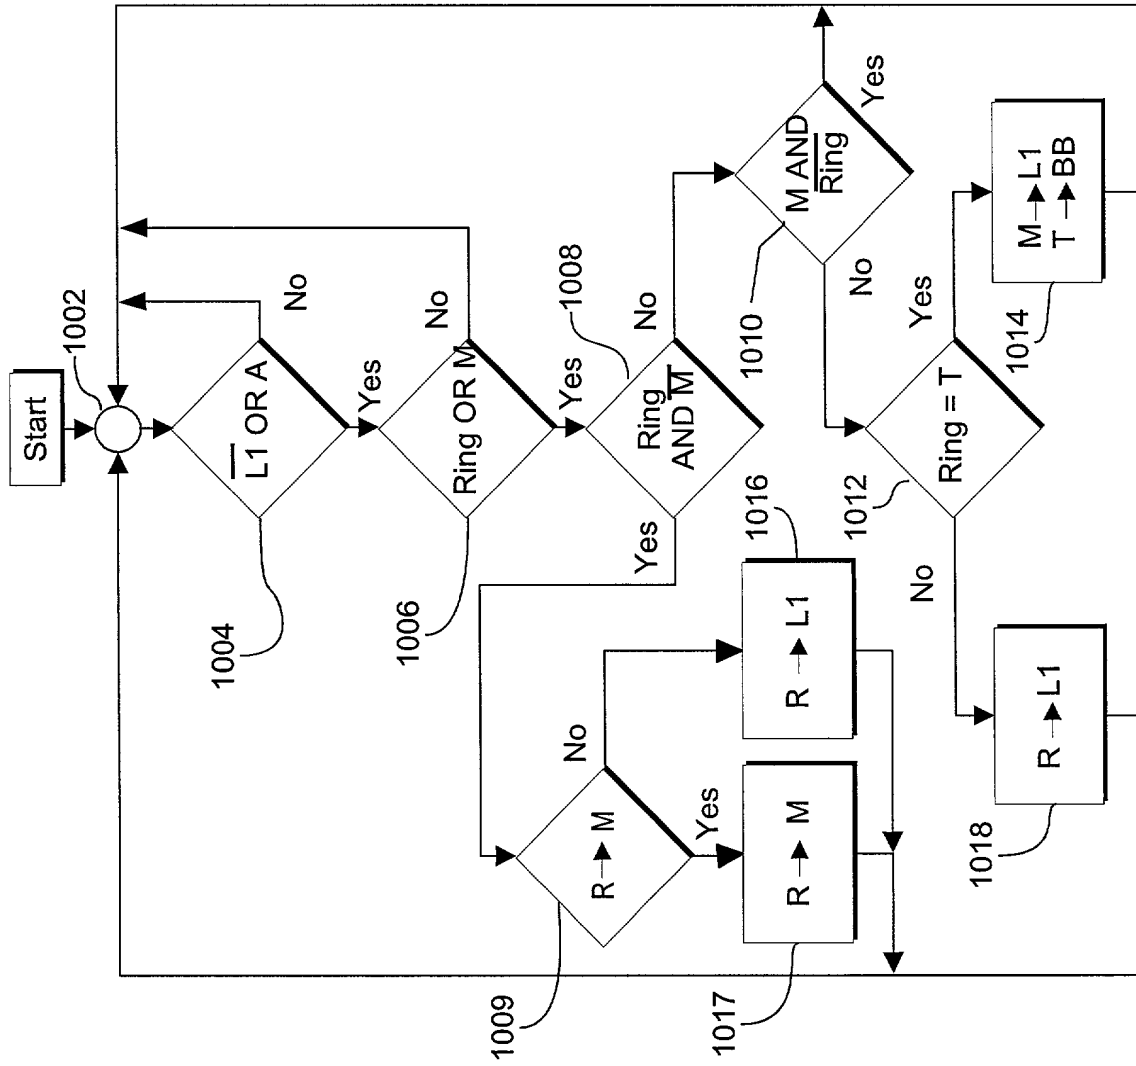 Start
1002
L1 OR A
No
Yes
1004
Ring OR M
No
Yes
1006
Ring
AND M̅
1008
No
Yes
M AND
R̅i̅n̅g̅
1010
Yes
No
R → M
No
Yes
1009
R → L1
1016
R → M
1017
Ring = T
1012
Yes
No
M → L1
T → BB
1014
R → L1
1018